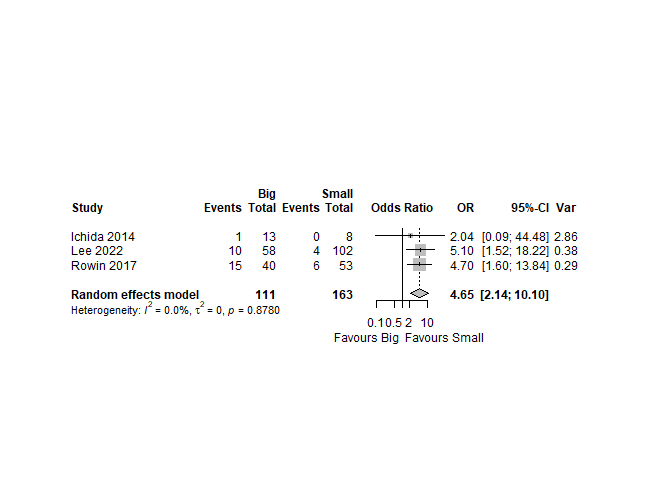 Big Small
Study Events Total Events Total Odds Ratio OR 95%-CI Var
Ichida 2014 1 13 0 8 2.04 [0.09; 44.48] 2.86
Lee 2022 10 58 4 102 5.10 [1.52; 18.22] 0.38
Rowin 2017 15 40 6 53 4.70 [1.60; 13.84] 0.29
Random effects model 111 163 4.65 [2.14; 10.10]
Heterogeneity: I² = 0.0%, τ² = 0, p = 0.8780
0.1 0.5 2 10
Favours Big Favours Small